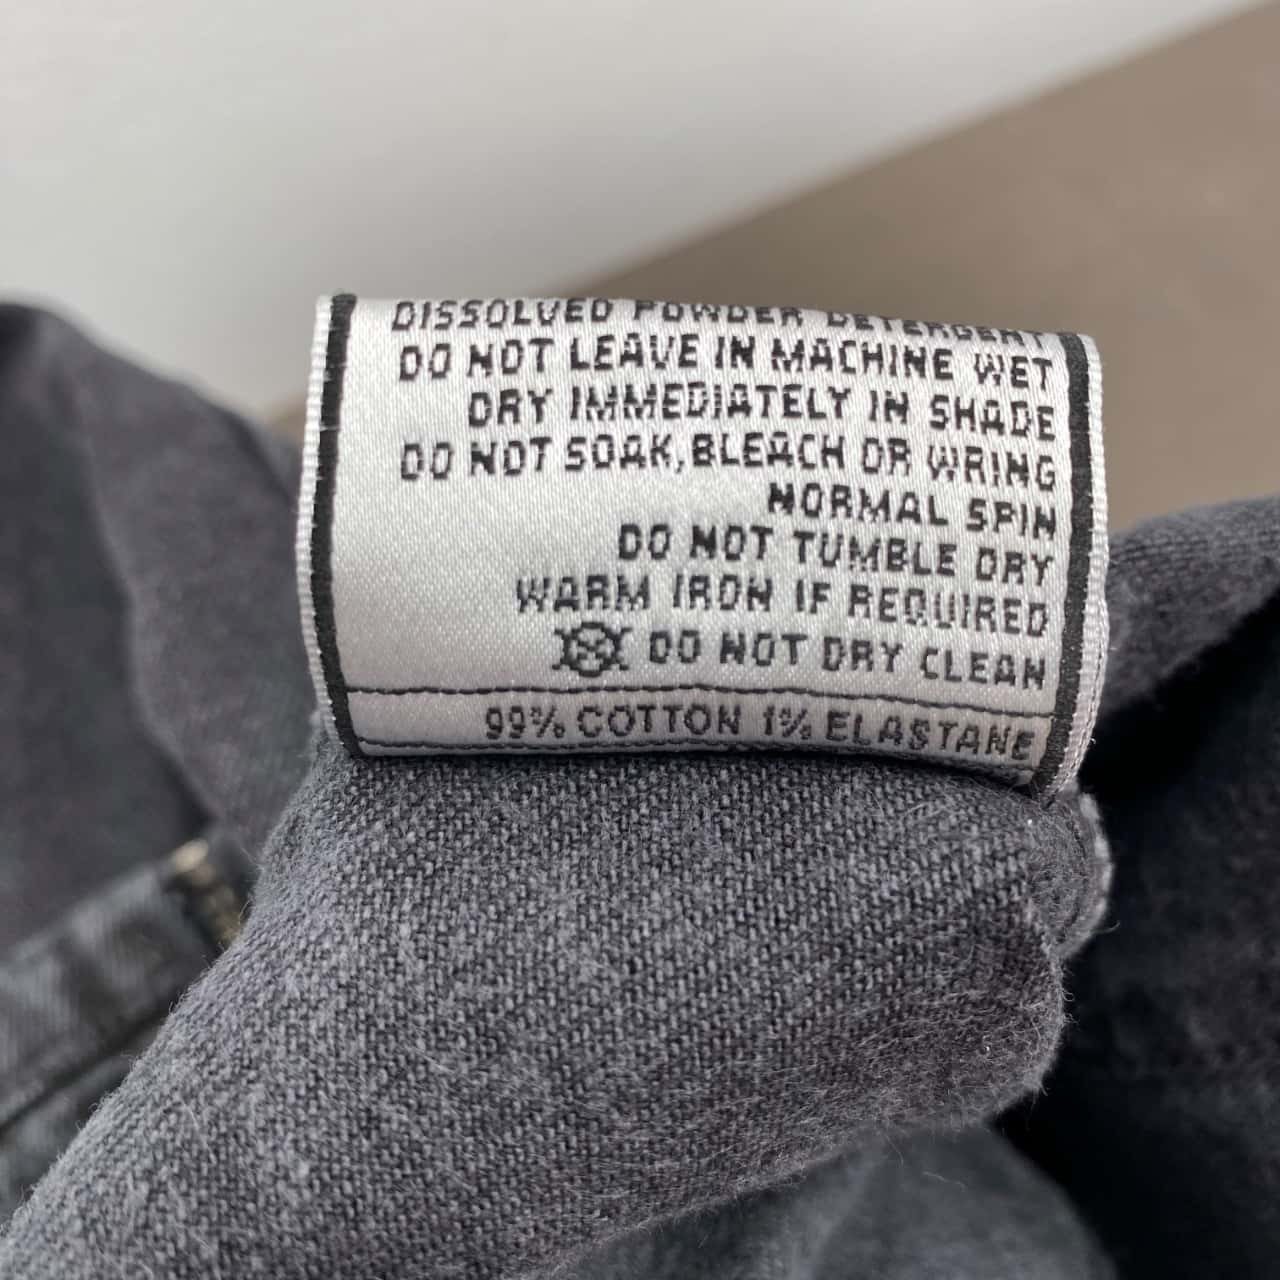 DISSOLVED POWDER DETERGENT
DO NOT LEAVE IN MACHINE WET
DRY IMMEDIATELY IN SHADE
DO NOT SOAK, BLEACH OR WRING
NORMAL SPIN
DO NOT TUMBLE DRY
WARM IRON IF REQUIRED
DO NOT DRY CLEAN
99% COTTON 1% ELASTANE